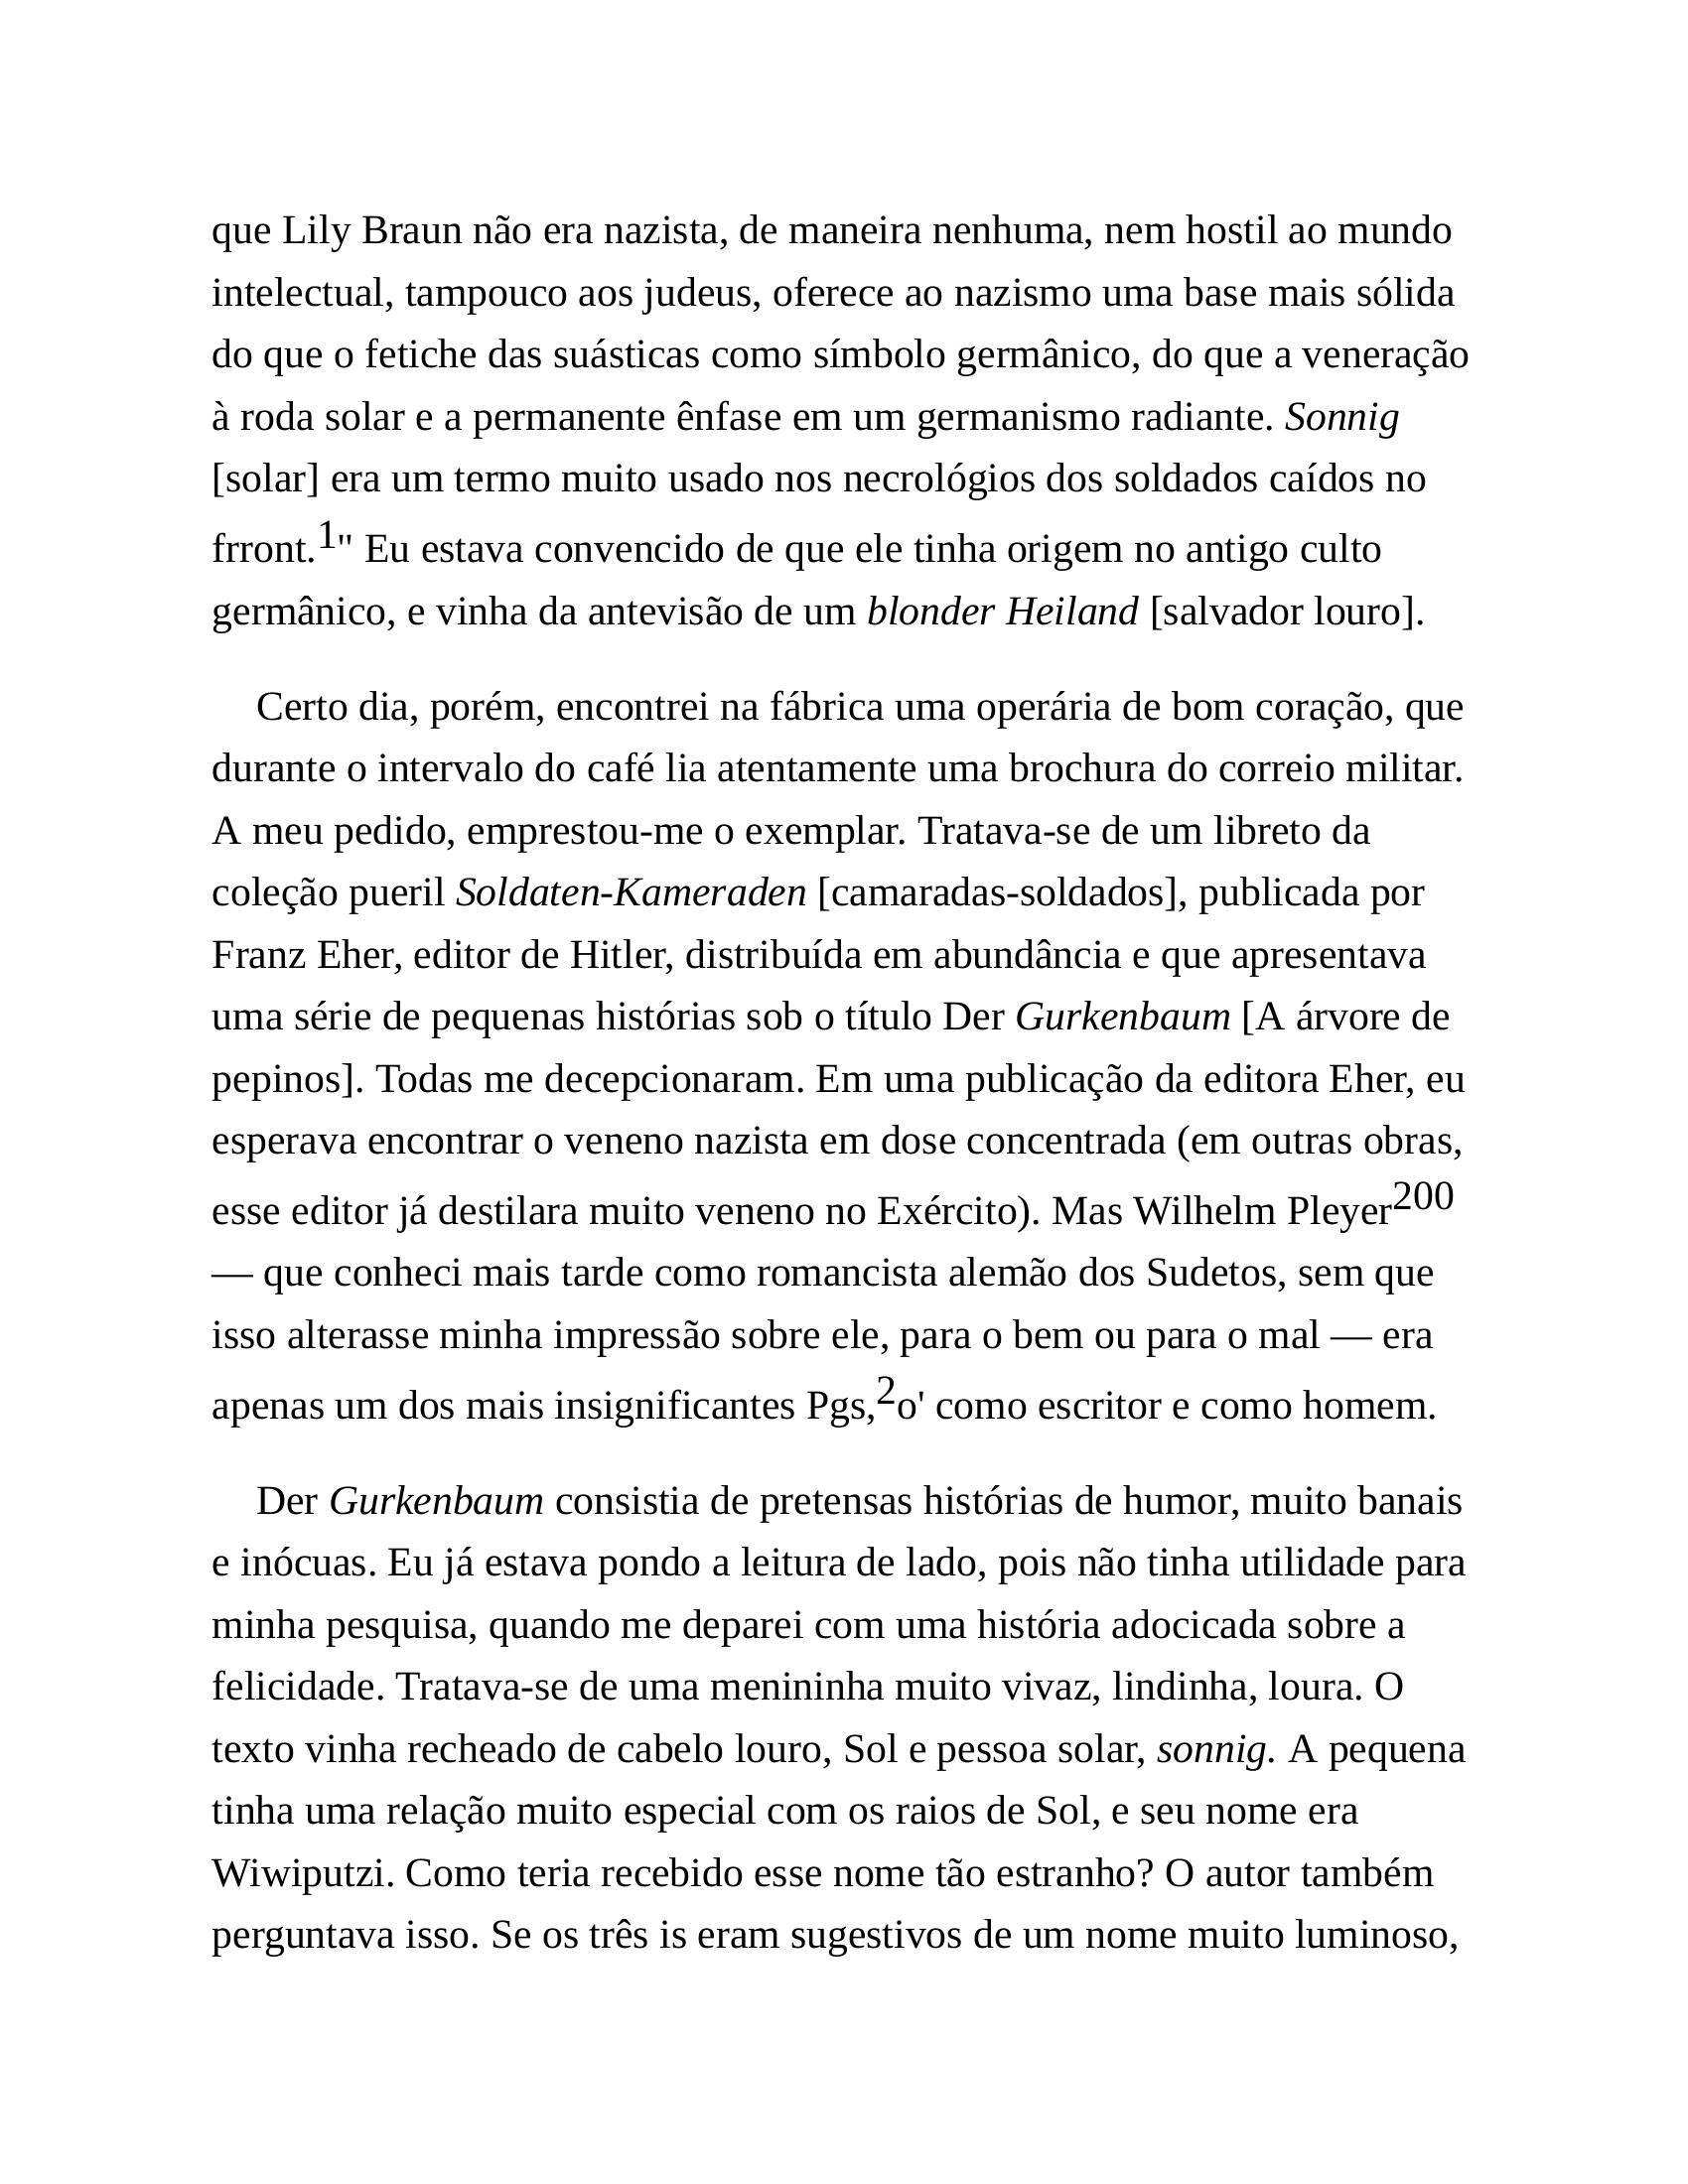 que Lily Braun não era nazista, de maneira nenhuma, nem hostil ao mundo
intelectual, tampouco aos judeus, oferece ao nazismo uma base mais sólida
do que o fetiche das suásticas como símbolo germânico, do que a veneração
à roda solar e a permanente ênfase em um germanismo radiante. Sonnig
[solar] era um termo muito usado nos necrológios dos soldados caídos no
frront.1" Eu estava convencido de que ele tinha origem no antigo culto
germânico, e vinha da antevisão de um blonder Heiland [salvador louro].
Certo dia, porém, encontrei na fábrica uma operária de bom coração, que
durante o intervalo do café lia atentamente uma brochura do correio militar.
A meu pedido, emprestou-me o exemplar. Tratava-se de um libreto da
coleção pueril Soldaten-Kameraden [camaradas-soldados], publicada por
Franz Eher, editor de Hitler, distribuída em abundância e que apresentava
uma série de pequenas histórias sob o título Der Gurkenbaum [A árvore de
pepinos]. Todas me decepcionaram. Em uma publicação da editora Eher, eu
esperava encontrar o veneno nazista em dose concentrada (em outras obras,
esse editor já destilara muito veneno no Exército). Mas Wilhelm Pleyer200
— que conheci mais tarde como romancista alemão dos Sudetos, sem que
isso alterasse minha impressão sobre ele, para o bem ou para o mal — era
apenas um dos mais insignificantes Pgs,2o' como escritor e como homem.
Der Gurkenbaum consistia de pretensas histórias de humor, muito banais
e inócuas. Eu já estava pondo a leitura de lado, pois não tinha utilidade para
minha pesquisa, quando me deparei com uma história adocicada sobre a
felicidade. Tratava-se de uma menininha muito vivaz, lindinha, loura. O
texto vinha recheado de cabelo louro, Sol e pessoa solar, sonnig. A pequena
tinha uma relação muito especial com os raios de Sol, e seu nome era
Wiwiputzi. Como teria recebido esse nome tão estranho? O autor também
perguntava isso. Se os três is eram sugestivos de um nome muito luminoso,